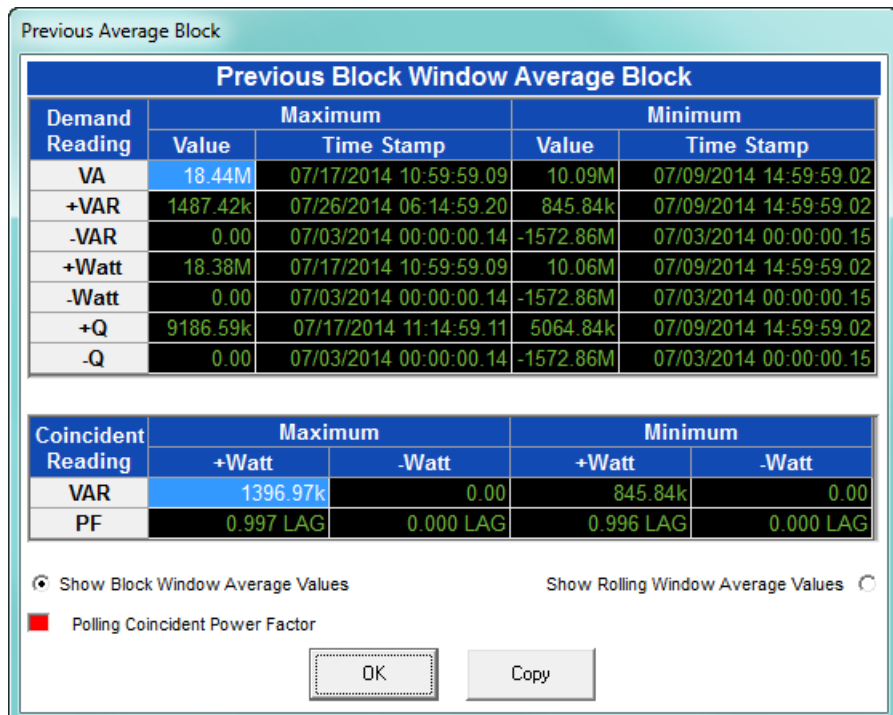 Previous Average Block
Previous Block Window Average Block
Demand Reading Maximum Minimum
Value Time Stamp Value Time Stamp
VA 18.44M 07/17/2014 10:59:59.09 10.09M 07/09/2014 14:59:59.02
+VAR 1487.42k 07/26/2014 06:14:59.20 845.84k 07/09/2014 14:59:59.02
-VAR 0.00 07/03/2014 00:00:00.14 -1572.86M 07/03/2014 00:00:00.15
+Watt 18.38M 07/17/2014 10:59:59.09 10.06M 07/09/2014 14:59:59.02
-Watt 0.00 07/03/2014 00:00:00.14 -1572.86M 07/03/2014 00:00:00.15
+Q 9186.59k 07/17/2014 11:14:59.11 5064.84k 07/09/2014 14:59:59.02
-Q 0.00 07/03/2014 00:00:00.14 -1572.86M 07/03/2014 00:00:00.15
Coincident Reading Maximum Minimum
+Watt -Watt +Watt -Watt
VAR 1396.97k 0.00 845.84k 0.00
PF 0.997 LAG 0.000 LAG 0.996 LAG 0.000 LAG
Show Block Window Average Values Show Rolling Window Average Values
Polling Coincident Power Factor
OK Copy